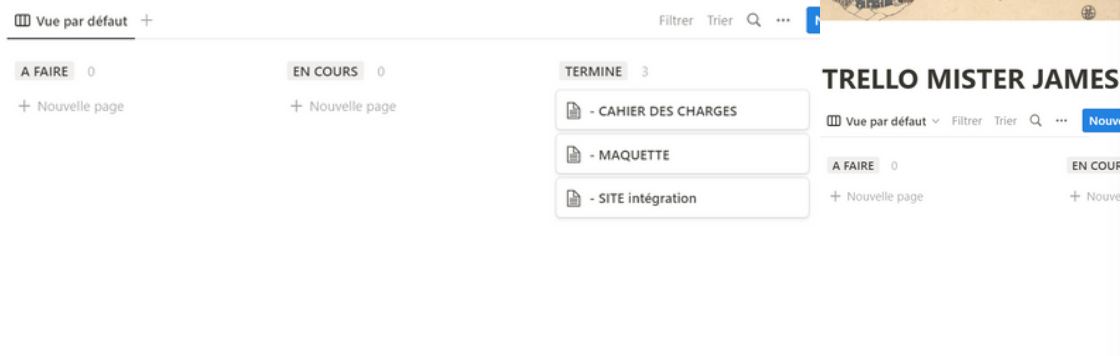 Vue par défaut +
Filtrer Trier
A FAIRE 0
+ Nouvelle page
EN COURS 0
+ Nouvelle page
TERMINE 3
- CAHIER DES CHARGES
- MAQUETTE
- SITE intégration
TRELLO MISTER JAMES
Vue par défaut Filtrer Trier
A FAIRE 0
+ Nouvelle page